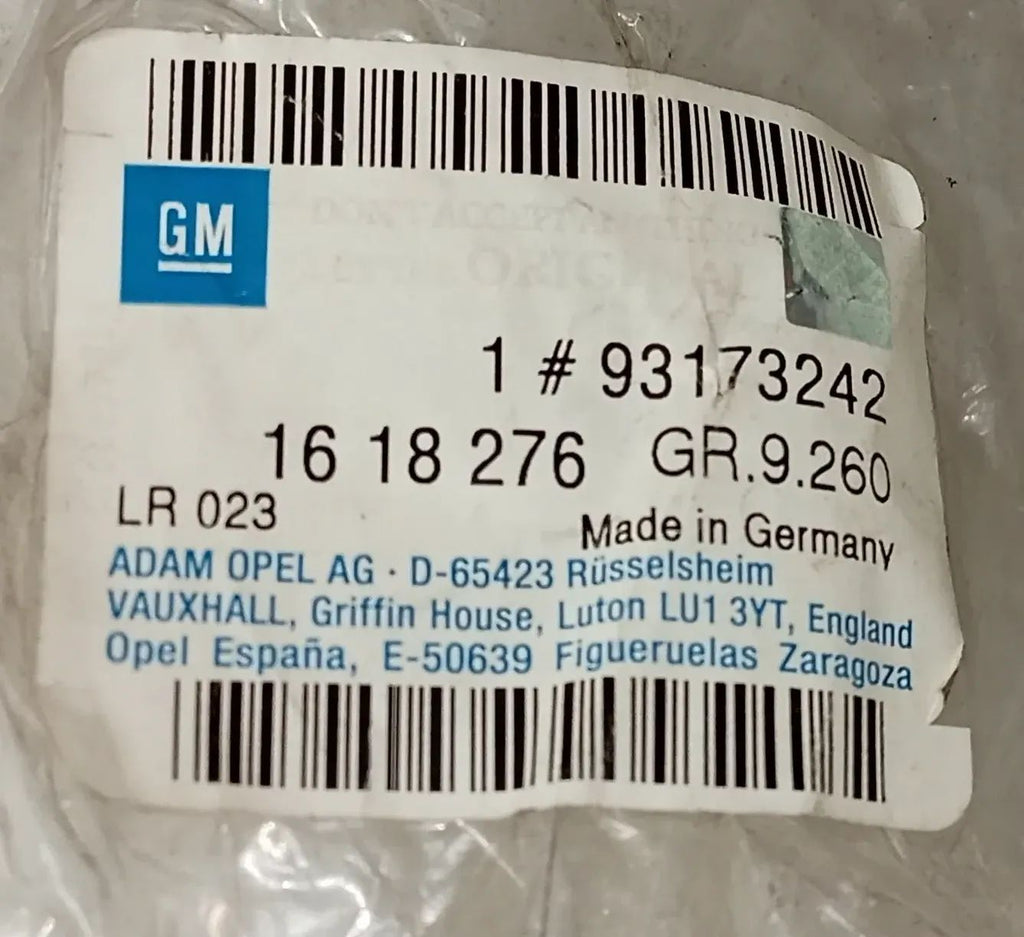 GM
ORIGINAL
1 # 93173242
16 18 276 GR.9.260
LR 023
Made in Germany
ADAM OPEL AG · D-65423 Rüsselsheim
VAUXHALL, Griffin House, Luton LU1 3YT, England
Opel España, E-50639 Figueruelas Zaragoza